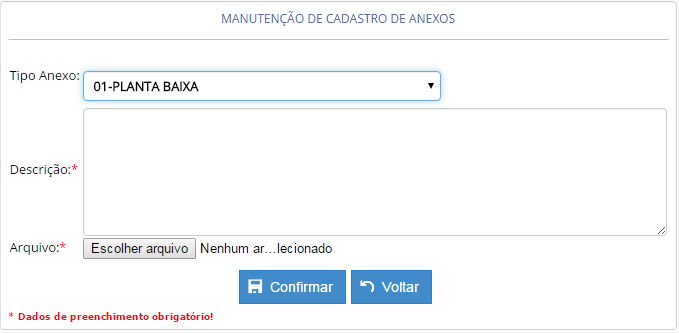 MANUTENÇÃO DE CADASTRO DE ANEXOS
Tipo Anexo: 01-PLANTA BAIXA
Descrição:*
Arquivo:* Escolher arquivo Nenhum ar...lecionado
Confirmar Voltar
* Dados de preenchimento obrigatório!